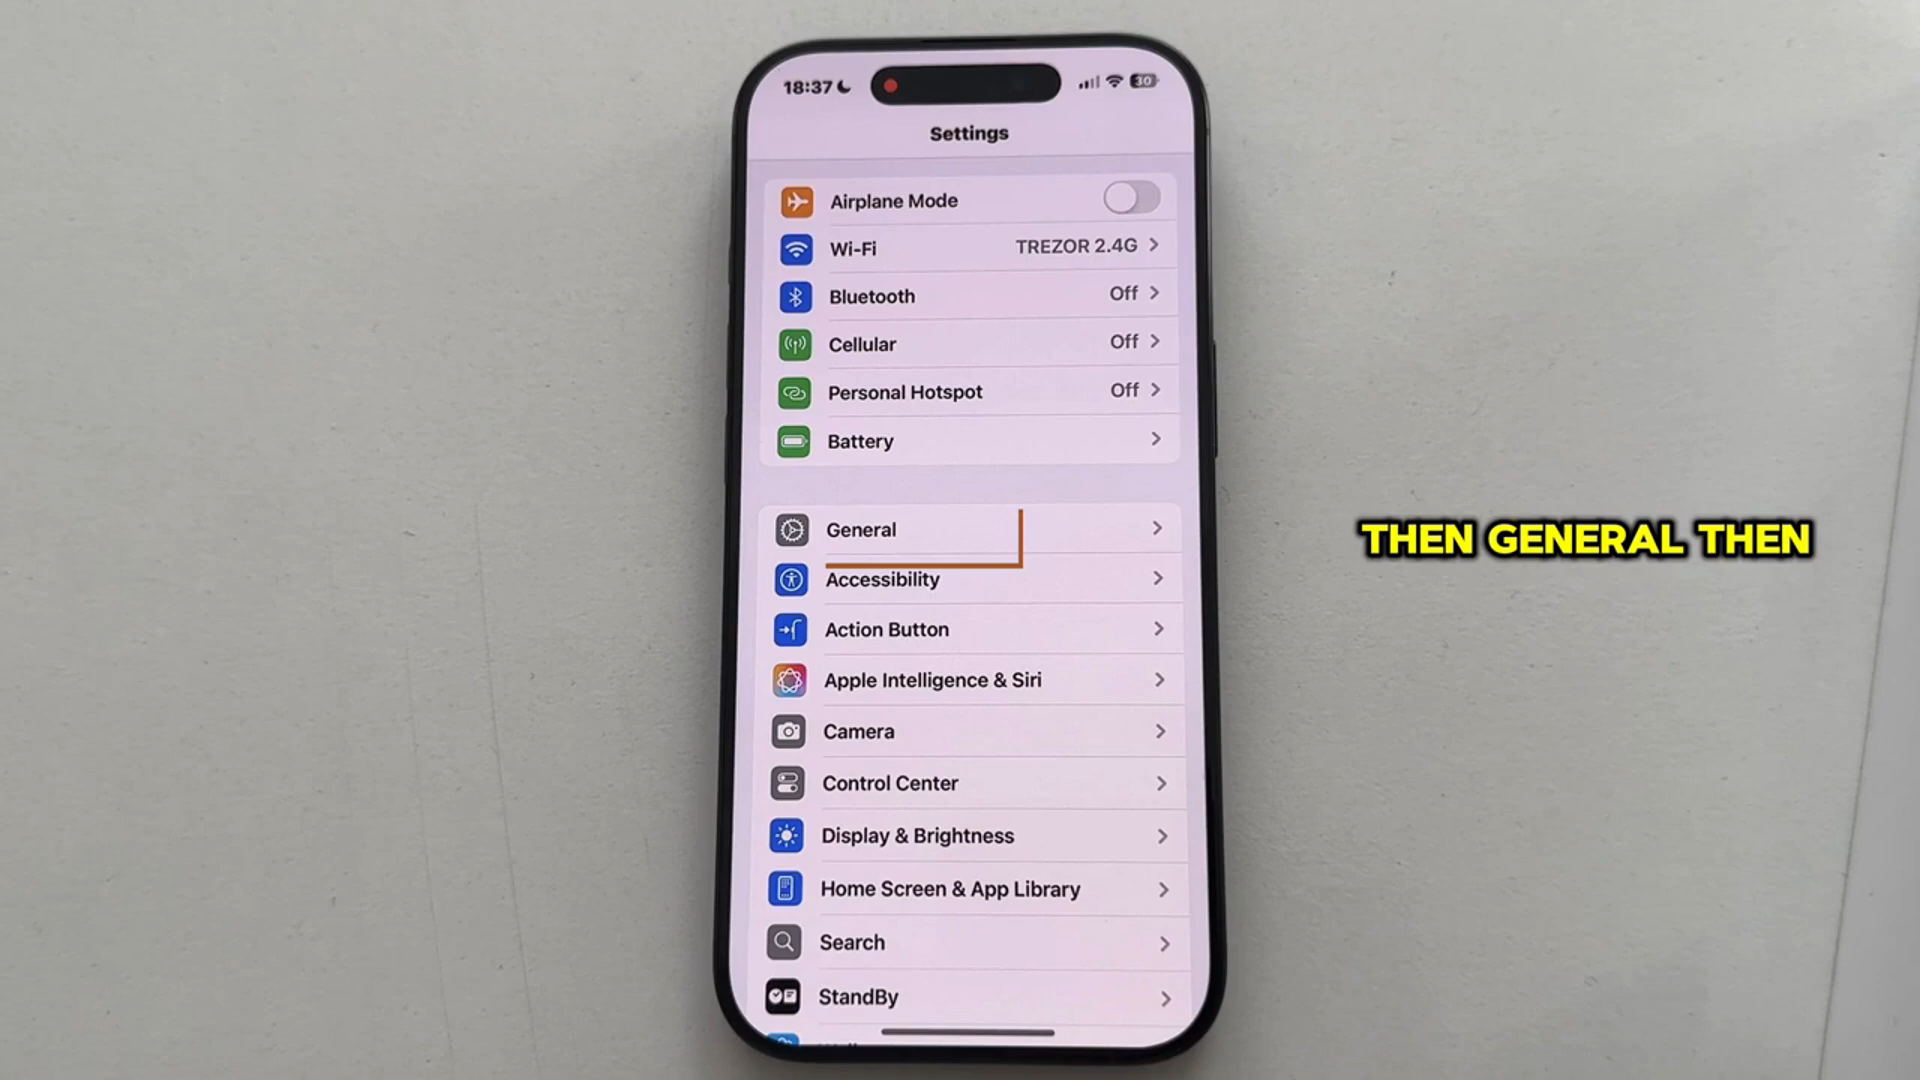 18:37
30
Settings
Airplane Mode
Wi-Fi TREZOR 2.4G
Bluetooth Off
Cellular Off
Personal Hotspot Off
Battery
General
THEN GENERAL THEN
Accessibility
Action Button
Apple Intelligence & Siri
Camera
Control Center
Display & Brightness
Home Screen & App Library
Search
StandBy